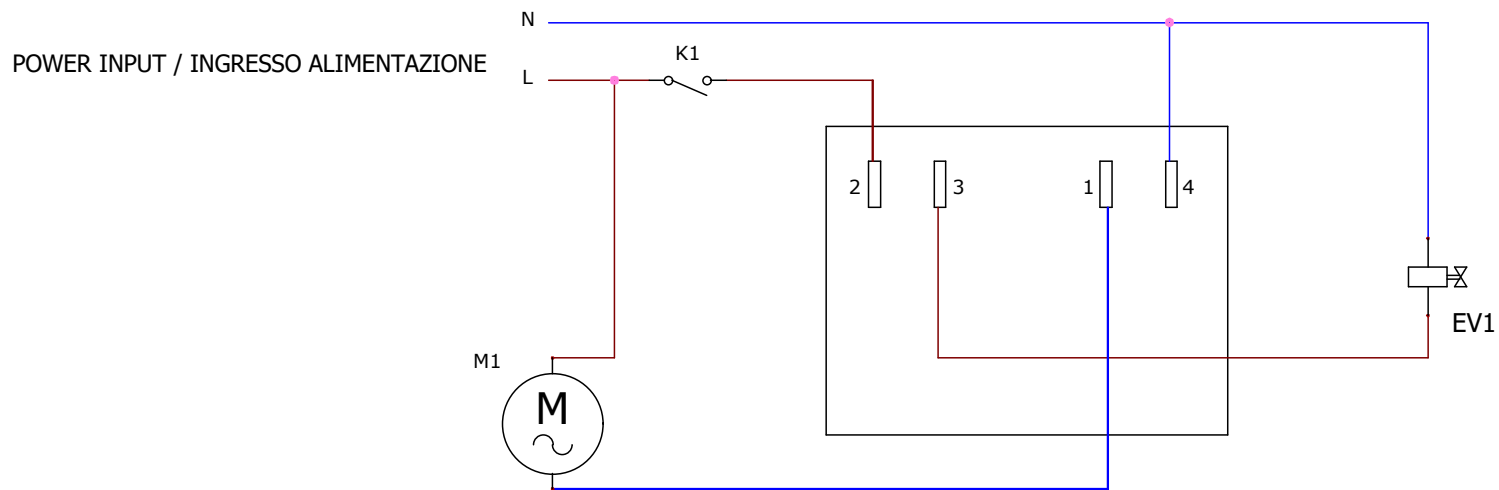 N
POWER INPUT / INGRESSO ALIMENTAZIONE
L
K1
2
3
1
4
EV1
M1
M